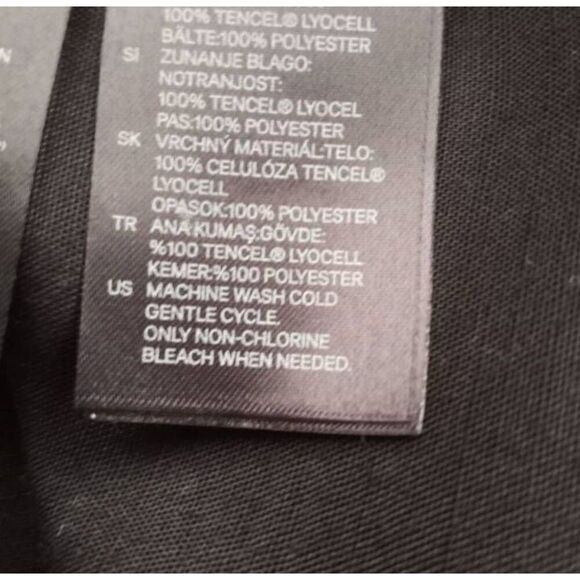 100% TENCEL® LYOCELL
BÄLTE:100% POLYESTER
SI ZUNANJE BLAGO:
NOTRANJOST:
100% TENCEL® LYOCEL
PAS:100% POLYESTER
SK VRCHNÝ MATERIÁL:TELO:
100% CELULÓZA TENCEL®
LYOCELL
OPASOK:100% POLYESTER
TR ANA KUMAŞ:GÖVDE:
%100 TENCEL® LYOCELL
KEMER:%100 POLYESTER
US MACHINE WASH COLD
GENTLE CYCLE.
ONLY NON-CHLORINE
BLEACH WHEN NEEDED.